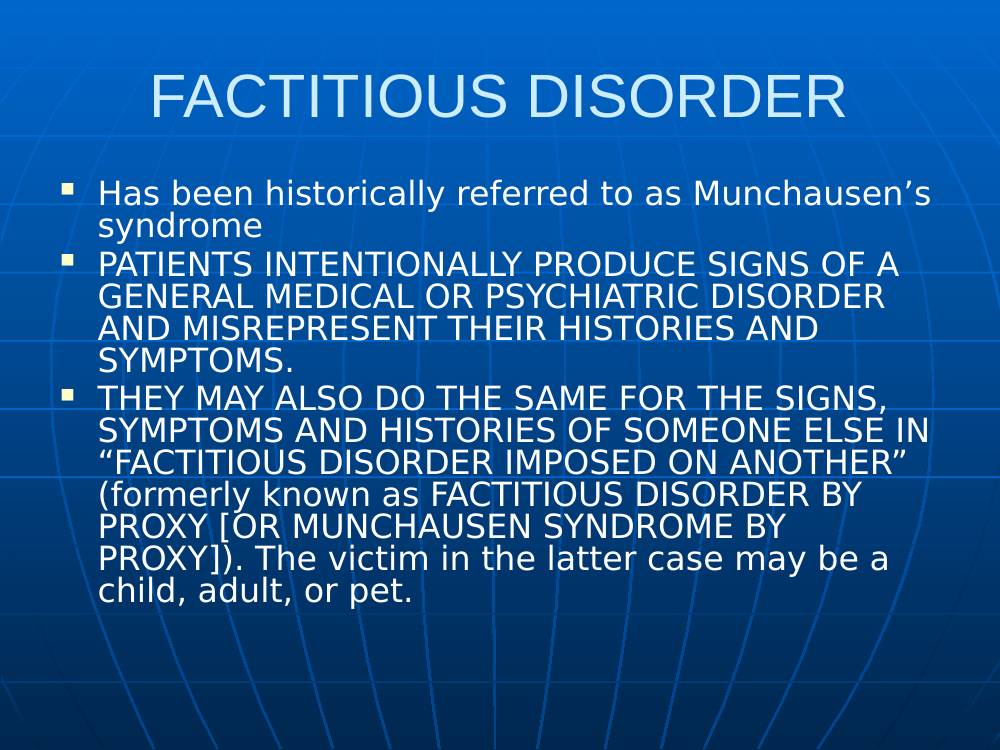 FACTITIOUS DISORDER
Has been historically referred to as Munchausen’s
syndrome
PATIENTS INTENTIONALLY PRODUCE SIGNS OF A
GENERAL MEDICAL OR PSYCHIATRIC DISORDER
AND MISREPRESENT THEIR HISTORIES AND
SYMPTOMS.
THEY MAY ALSO DO THE SAME FOR THE SIGNS,
SYMPTOMS AND HISTORIES OF SOMEONE ELSE IN
“FACTITIOUS DISORDER IMPOSED ON ANOTHER”
(formerly known as FACTITIOUS DISORDER BY
PROXY [OR MUNCHAUSEN SYNDROME BY
PROXY]). The victim in the latter case may be a
child, adult, or pet.